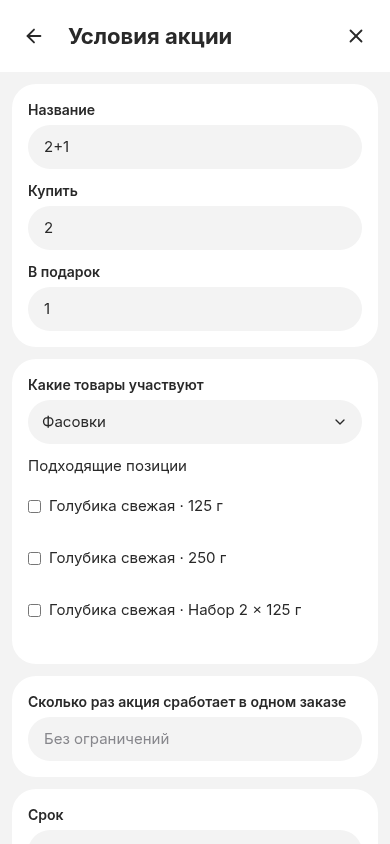 Условия акции
Название
2+1
Купить
2
В подарок
1
Какие товары участвуют
Фасовки
Подходящие позиции
Голубика свежая · 125 г
Голубика свежая · 250 г
Голубика свежая · Набор 2 × 125 г
Сколько раз акция сработает в одном заказе
Без ограничений
Срок